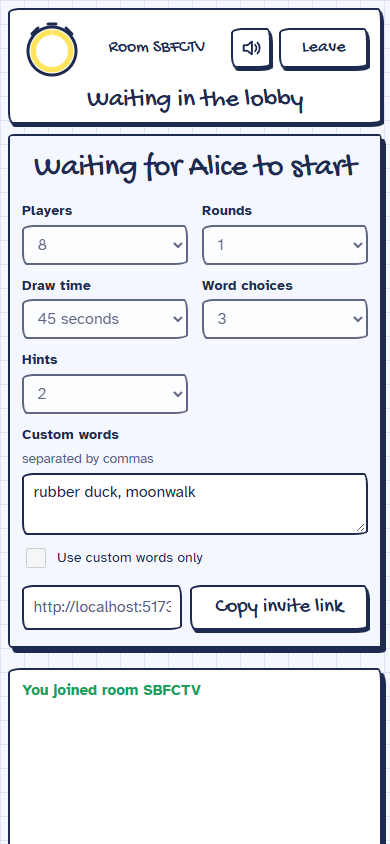 Room SBFCTV
Leave
Waiting in the lobby
Waiting for Alice to start
Players
Rounds
8
1
Draw time
Word choices
45 seconds
3
Hints
2
Custom words
separated by commas
rubber duck, moonwalk
Use custom words only
http://localhost:5173
Copy invite link
You joined room SBFCTV